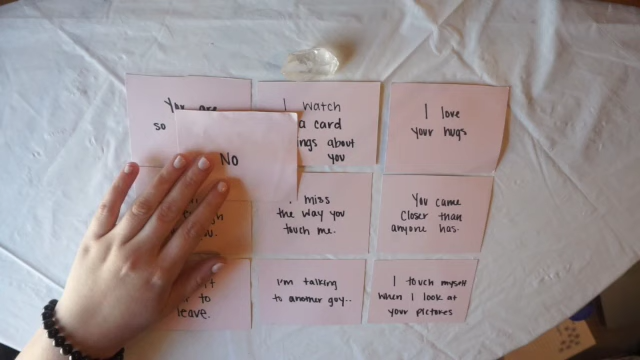 You are
so
I watch
a card
about
you
I love
your hugs
No
I miss
the way you
touch me.
You came
closer than
anyone has.
to
leave.
I'm talking
to another guy..
I touch myself
when I look at
your pictures